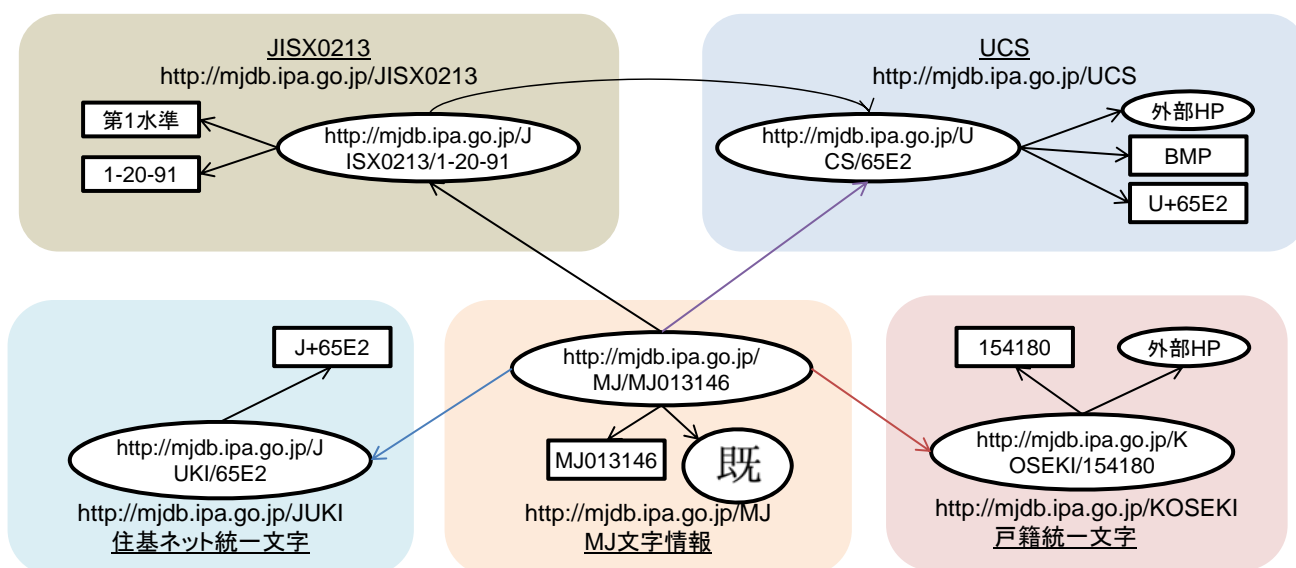 JISX0213
http://mjdb.ipa.go.jp/JISX0213
第1水準
1-20-91
http://mjdb.ipa.go.jp/J
ISX0213/1-20-91
UCS
http://mjdb.ipa.go.jp/UCS
http://mjdb.ipa.go.jp/U
CS/65E2
外部HP
BMP
U+65E2
J+65E2
http://mjdb.ipa.go.jp/J
UKI/65E2
http://mjdb.ipa.go.jp/JUKI
住基ネット統一文字
http://mjdb.ipa.go.jp/
MJ/MJ013146
MJ013146
既
http://mjdb.ipa.go.jp/MJ
MJ文字情報
154180
外部HP
http://mjdb.ipa.go.jp/K
OSEKI/154180
http://mjdb.ipa.go.jp/KOSEKI
戸籍統一文字